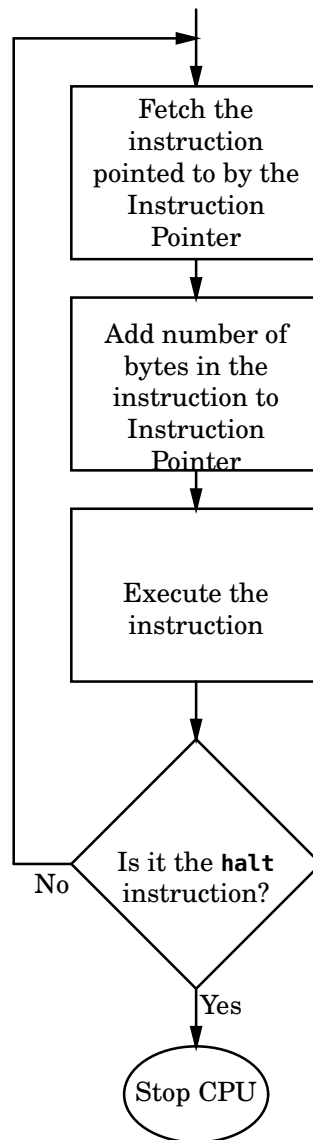 Fetch the
instruction
pointed to by the
Instruction
Pointer
Add number of
bytes in the
instruction to
Instruction
Pointer
Execute the
instruction
Is it the halt
instruction?
No
Yes
Stop CPU